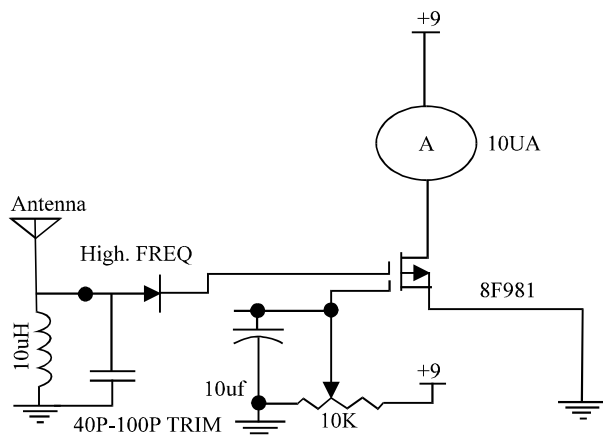 +9
A
10UA
Antenna
High. FREQ
8F981
10uH
10uf
+9
40P-100P TRIM
10K